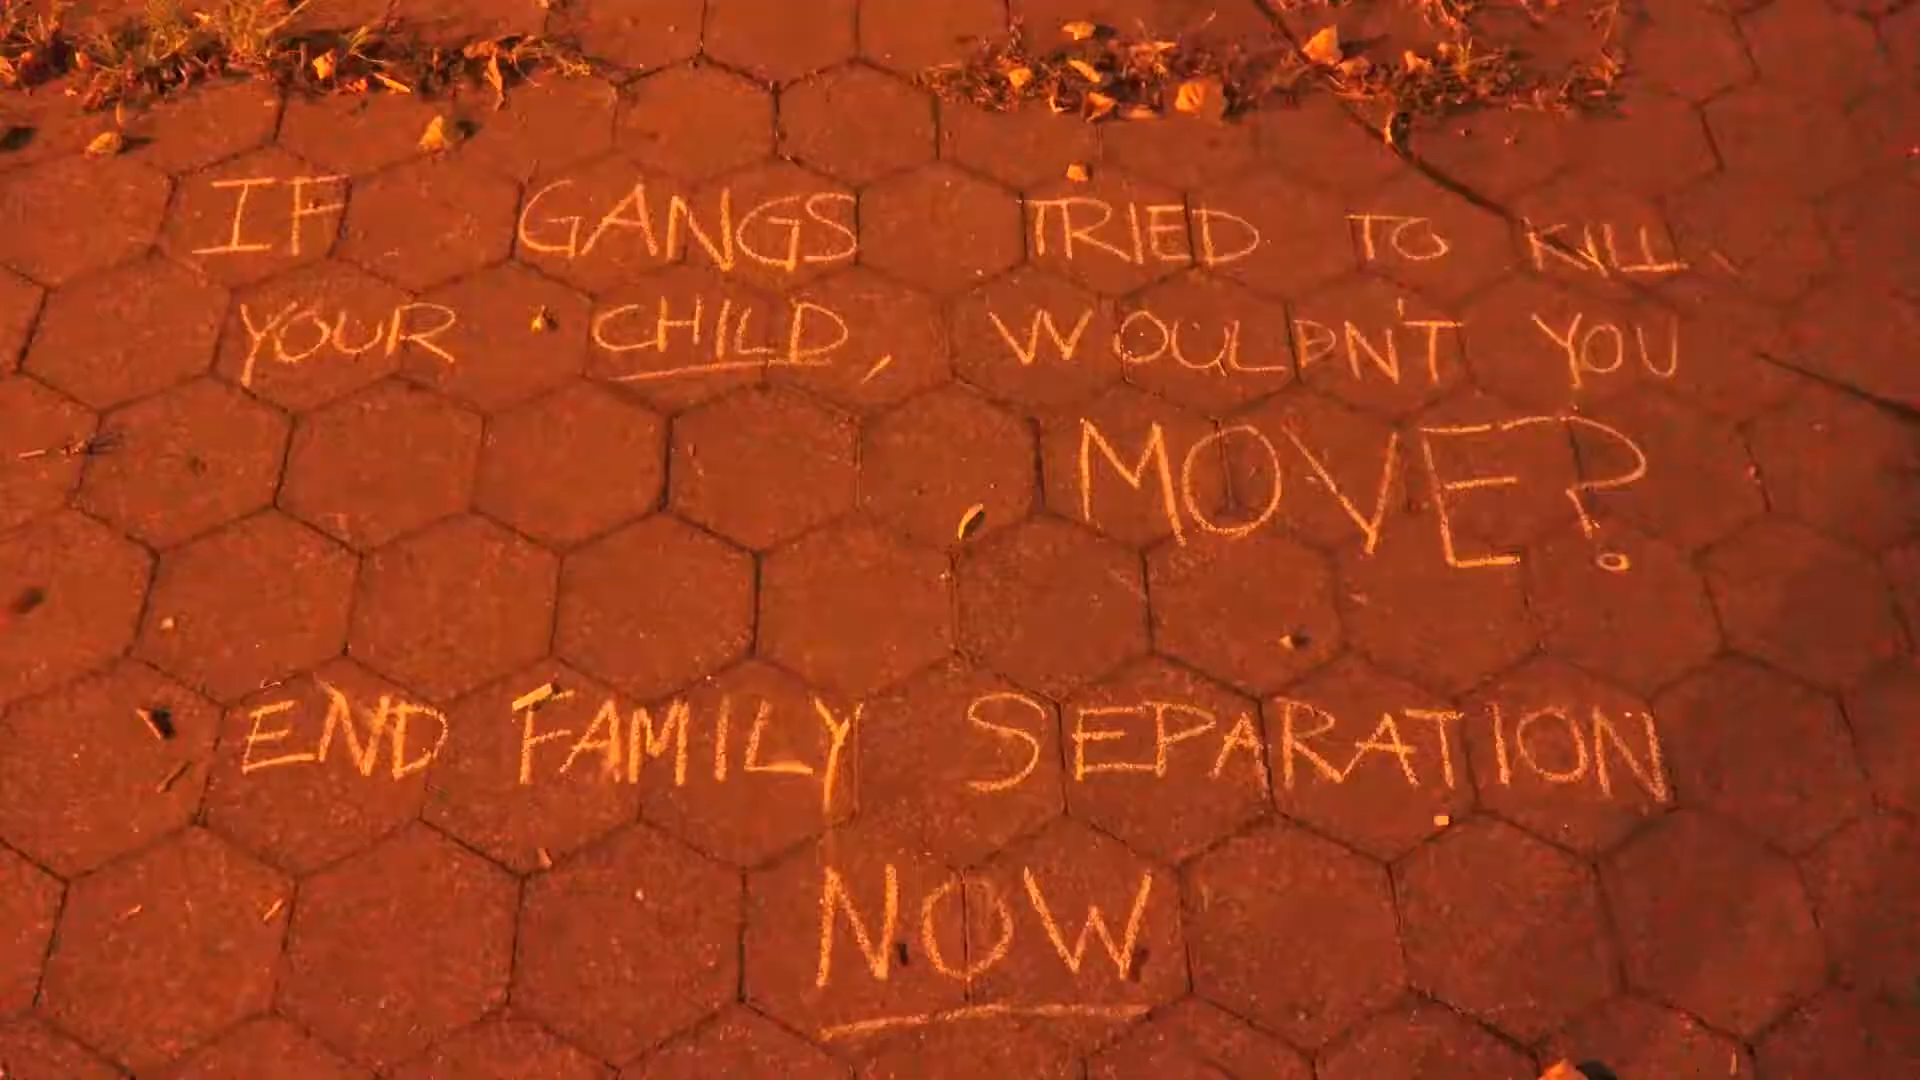 IF GANGS TRIED TO KILL
YOUR CHILD, WOULDN'T YOU
MOVE?
END FAMILY SEPARATION
NOW